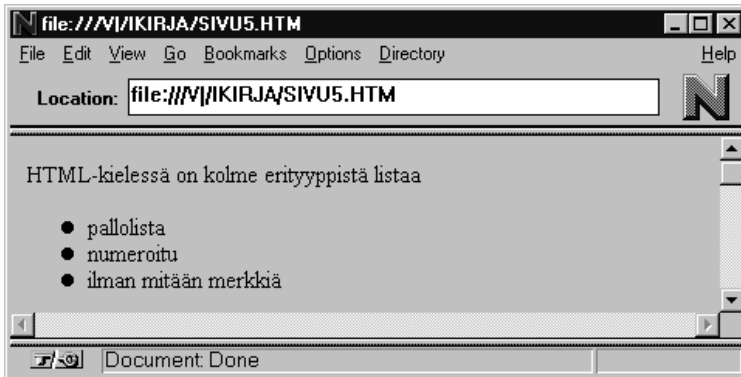 file:///V|/IKIRJA/SIVU5.HTM
File Edit View Go Bookmarks Options Directory Help
Location: file:///V|/IKIRJA/SIVU5.HTM
N
HTML-kielessä on kolme erityyppistä listaa
● pallolista
● numeroitu
● ilman mitään merkkiä
Document: Done